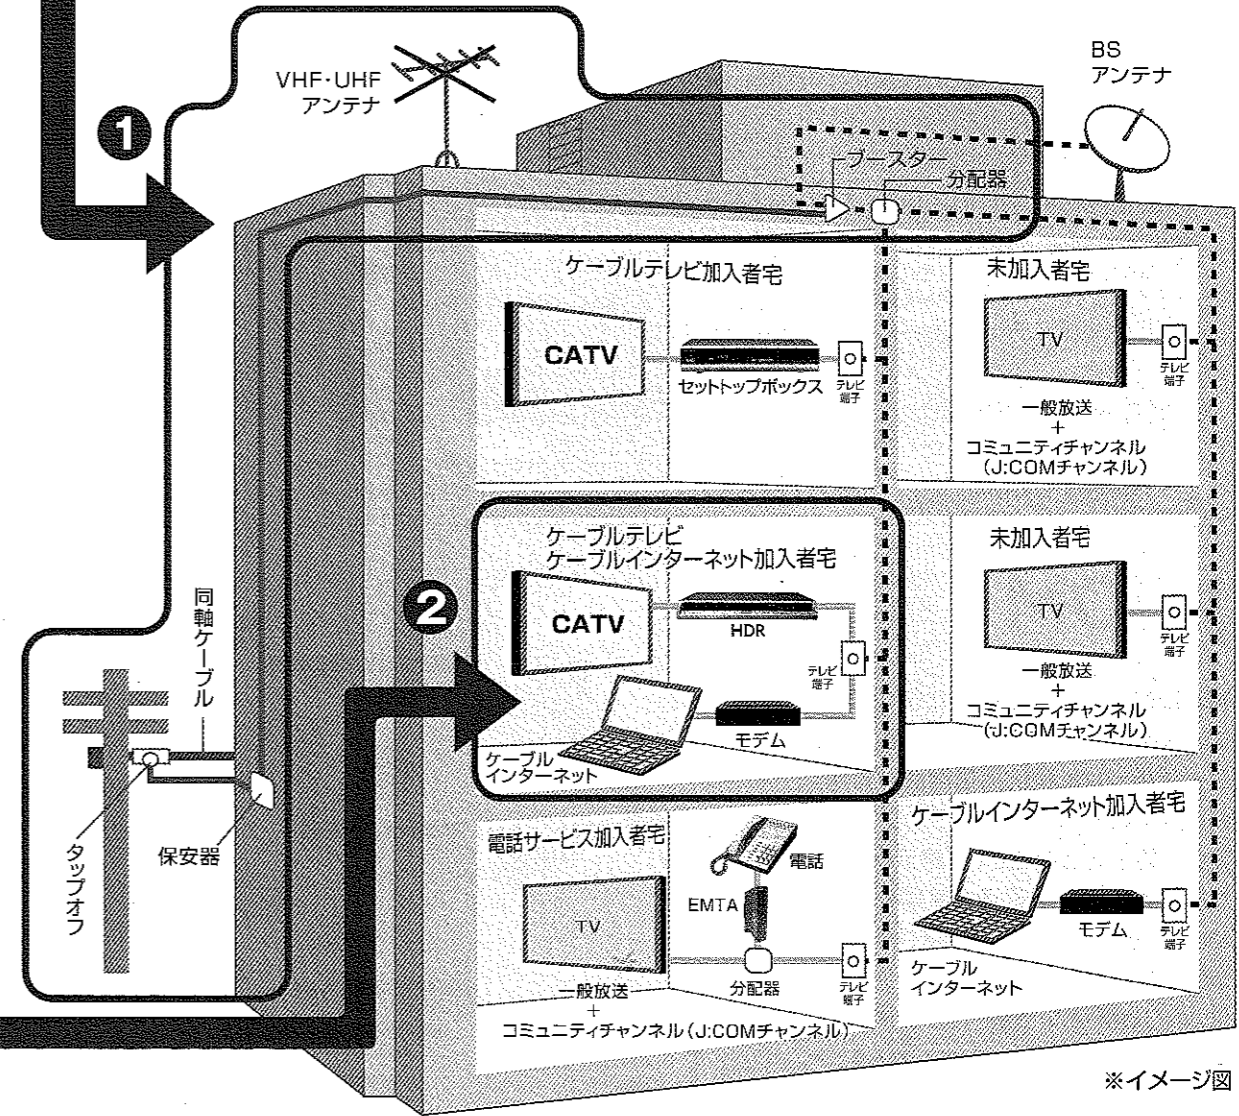 ❶
VHF・UHF
アンテナ
BS
アンテナ
ブースター
分配器
ケーブルテレビ加入者宅
CATV
セットトップボックス
テレビ
端子
未加入者宅
TV
テレビ
端子
一般放送
+
コミュニティチャンネル
(J:COMチャンネル)
❷
ケーブルテレビ
ケーブルインターネット加入者宅
CATV
HDR
テレビ
端子
モデム
ケーブル
インターネット
未加入者宅
TV
テレビ
端子
一般放送
+
コミュニティチャンネル
(J:COMチャンネル)
同軸ケーブル
タップオフ
保安器
電話サービス加入者宅
電話
EMTA
TV
分配器
テレビ
端子
一般放送
+
コミュニティチャンネル(J:COMチャンネル)
ケーブルインターネット加入者宅
モデム
テレビ
端子
ケーブル
インターネット
※イメージ図